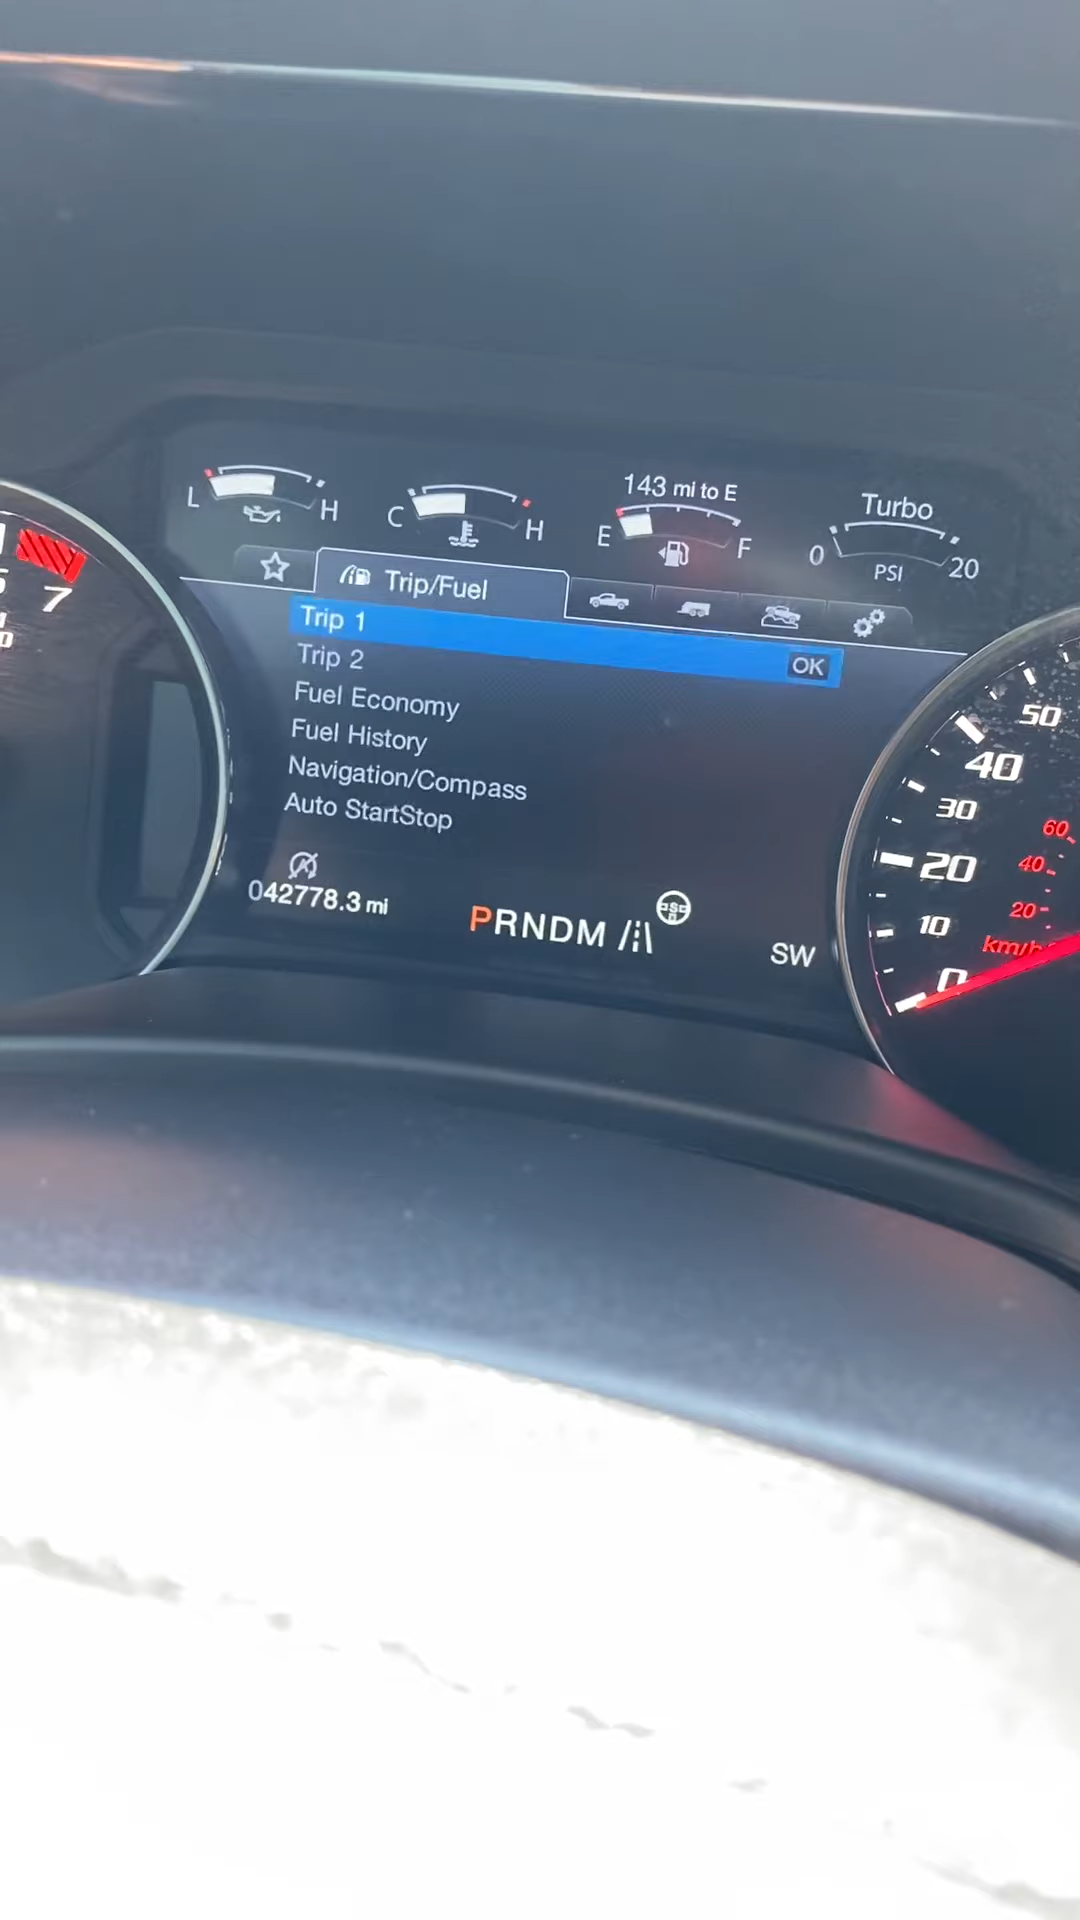 143 mi to E
L H
C H
E F
Turbo
0 20
PSI
Trip/Fuel
Trip 1 OK
Trip 2
Fuel Economy
Fuel History
Navigation/Compass
Auto StartStop
042778.3 mi
PRNDM
SW
7
50
40
30
20
10
0
60
40
20
km/h